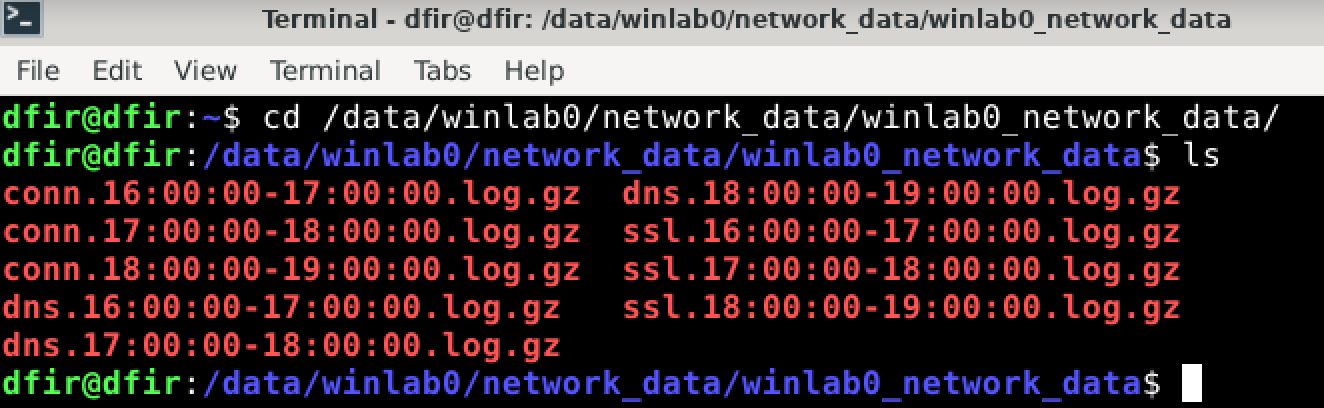 Terminal - dfir@dfir: /data/winlab0/network_data/winlab0_network_data
File Edit View Terminal Tabs Help
dfir@dfir:~$ cd /data/winlab0/network_data/winlab0_network_data/
dfir@dfir:/data/winlab0/network_data/winlab0_network_data$ ls
conn.16:00:00-17:00:00.log.gz dns.18:00:00-19:00:00.log.gz
conn.17:00:00-18:00:00.log.gz ssl.16:00:00-17:00:00.log.gz
conn.18:00:00-19:00:00.log.gz ssl.17:00:00-18:00:00.log.gz
dns.16:00:00-17:00:00.log.gz ssl.18:00:00-19:00:00.log.gz
dns.17:00:00-18:00:00.log.gz
dfir@dfir:/data/winlab0/network_data/winlab0_network_data$